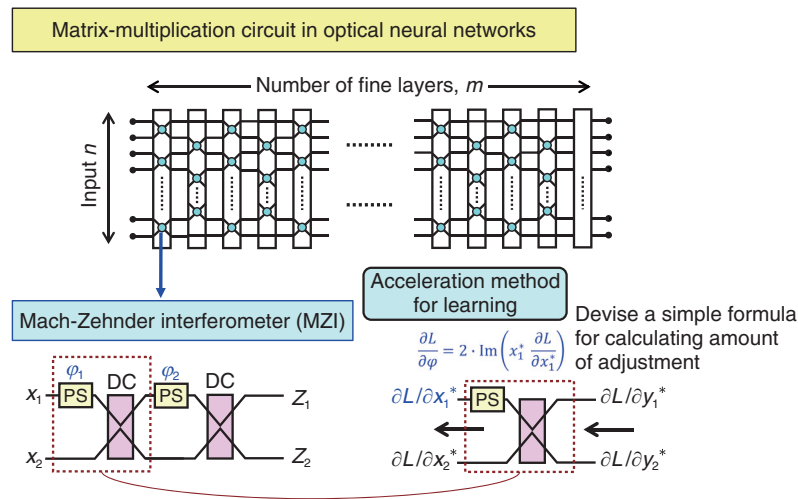 Matrix-multiplication circuit in optical neural networks
Number of fine layers, m
Input n
Acceleration method
for learning
Mach-Zehnder interferometer (MZI)
Devise a simple formula
for calculating amount
of adjustment
∂L/∂φ = 2 · Im(x₁* ∂L/∂x₁*)
φ₁ DC φ₂ DC
x₁ PS PS Z₁
x₂ Z₂
∂L/∂x₁* PS ∂L/∂y₁*
∂L/∂x₂* ∂L/∂y₂*